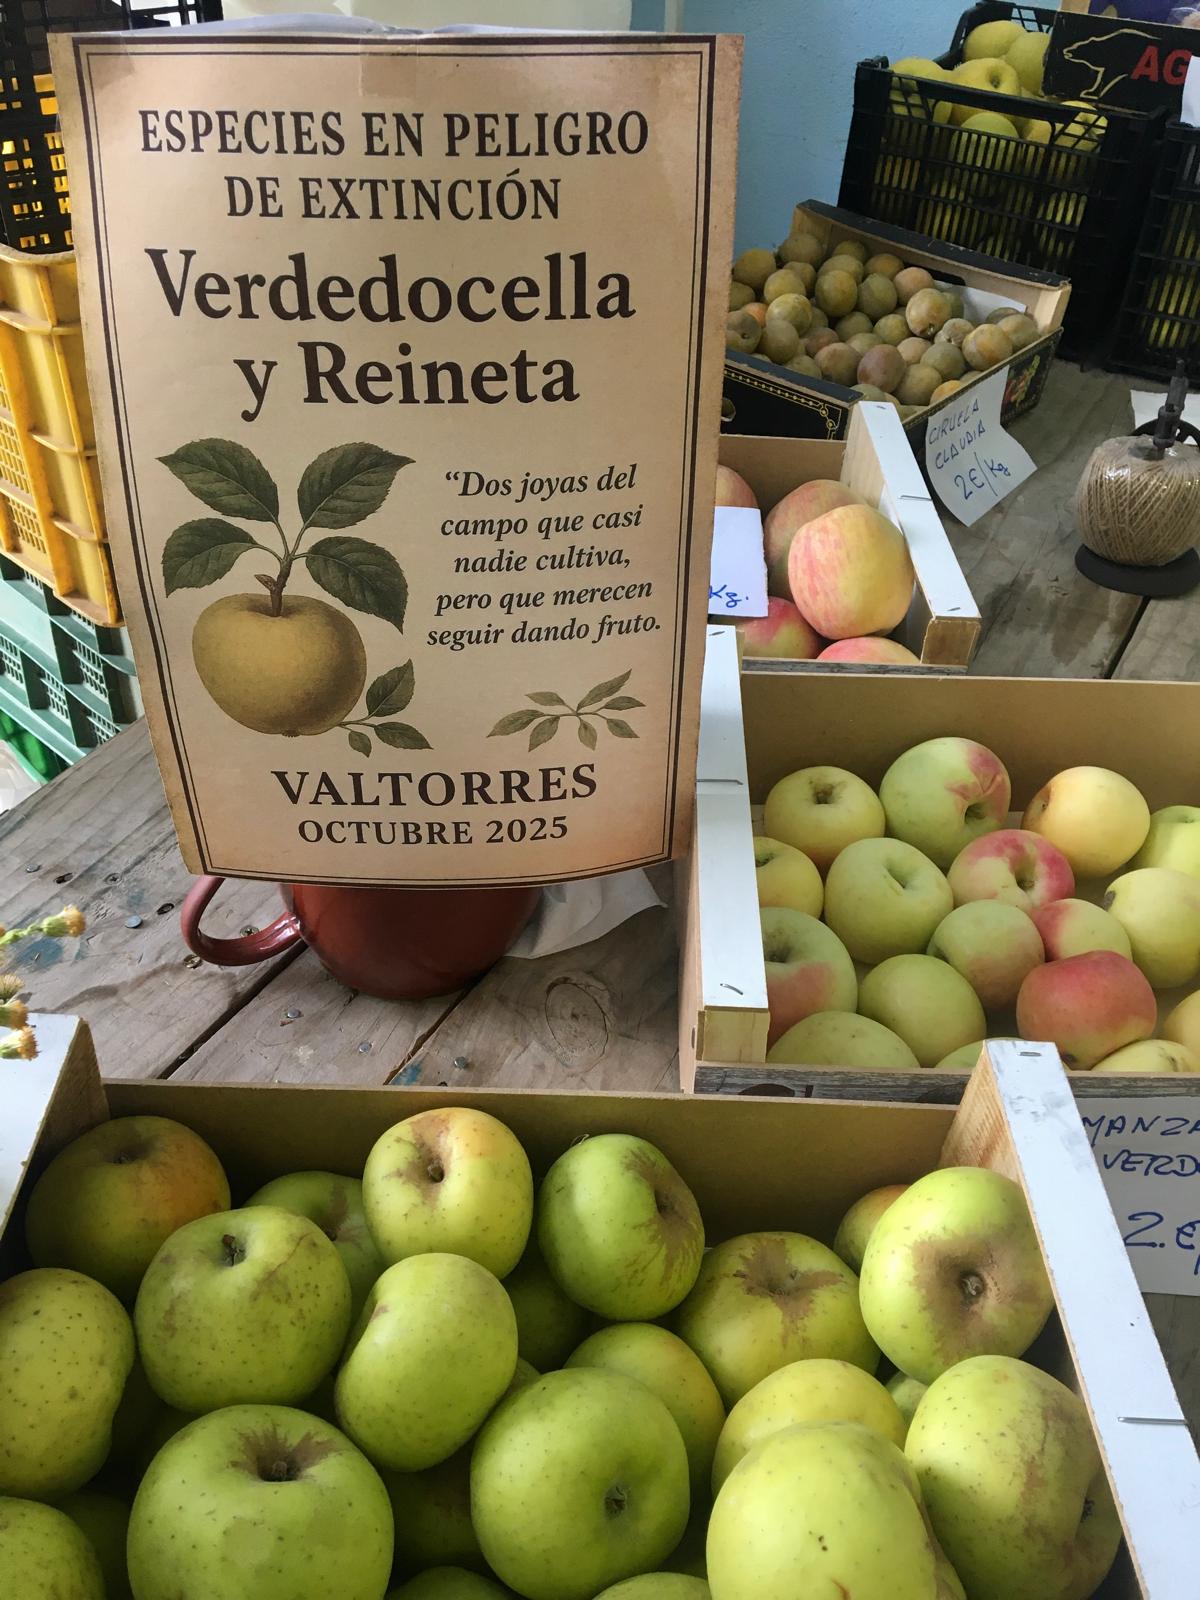 ESPECIES EN PELIGRO
DE EXTINCIÓN
Verdedocella
y Reineta
“Dos joyas del
campo que casi
nadie cultiva,
pero que merecen
seguir dando fruto.
VALTORRES
OCTUBRE 2025
AG
CIRUELA
CLAUDIA
2€/Kg
Kg.
MANZA
VERD
2.€